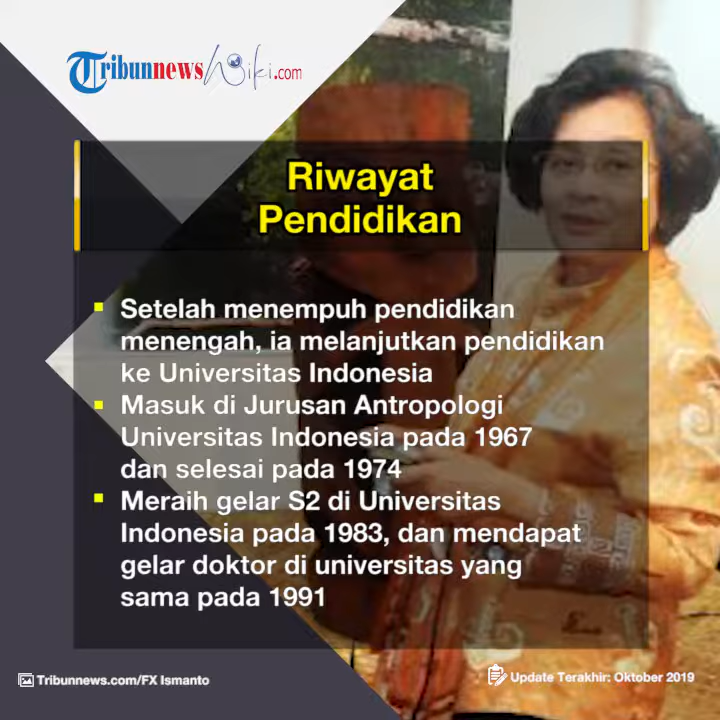 TribunnewsWiki.com
Riwayat
Pendidikan
Setelah menempuh pendidikan
menengah, ia melanjutkan pendidikan
ke Universitas Indonesia
Masuk di Jurusan Antropologi
Universitas Indonesia pada 1967
dan selesai pada 1974
Meraih gelar S2 di Universitas
Indonesia pada 1983, dan mendapat
gelar doktor di universitas yang
sama pada 1991
Tribunnews.com/FX Ismanto
Update Terakhir: Oktober 2019